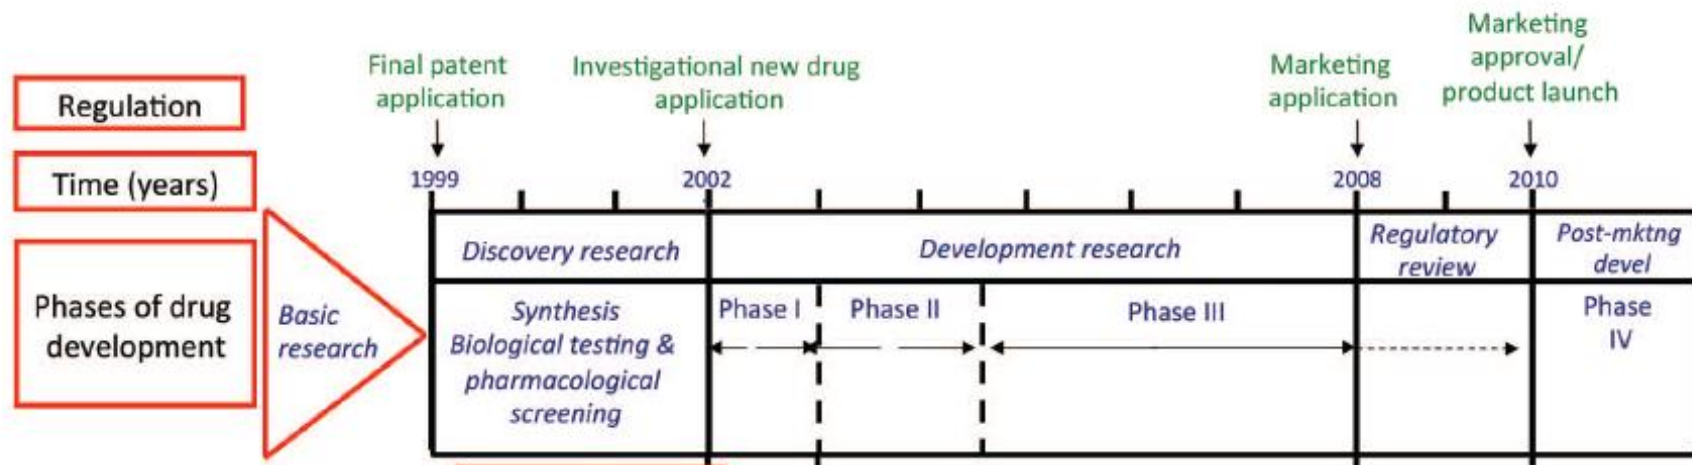 Regulation
Final patent
application
Investigational new drug
application
Marketing
application
Marketing
approval/
product launch
Time (years)
1999
2002
2008
2010
Phases of drug
development
Basic
research
Discovery research
Development research
Regulatory
review
Post-mktng
devel
Synthesis
Biological testing &
pharmacological
screening
Phase I
Phase II
Phase III
Phase
IV